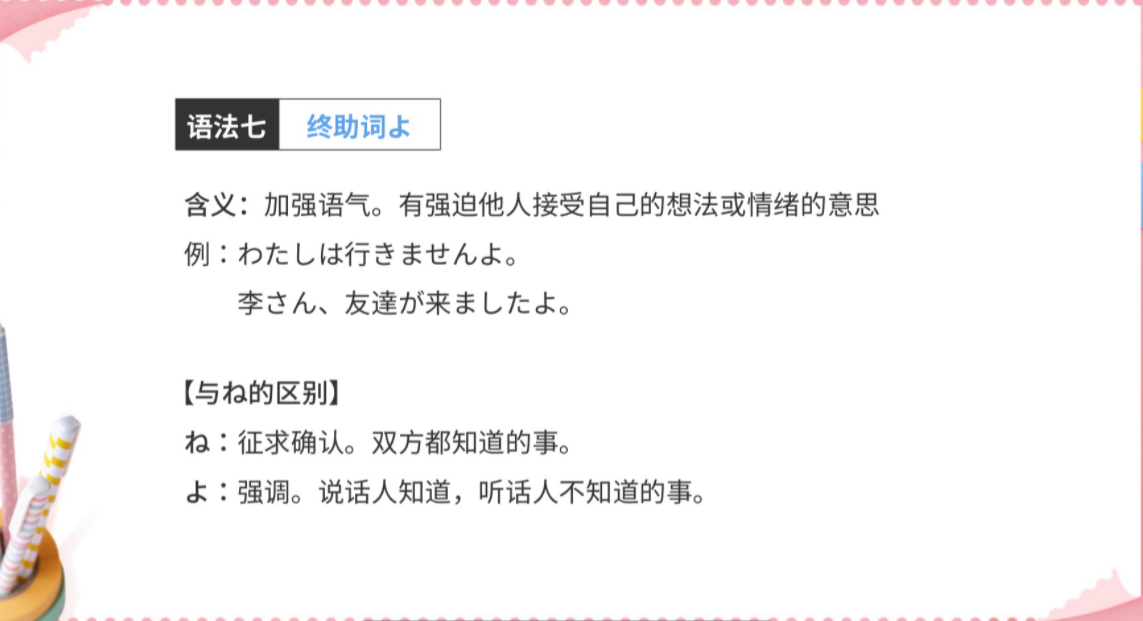 语法七 终助词よ
含义：加强语气。有强迫他人接受自己的想法或情绪的意思
例：わたしは行きませんよ。
李さん、友達が来ましたよ。
【与ね的区别】
ね：征求确认。双方都知道的事。
よ：强调。说话人知道，听话人不知道的事。